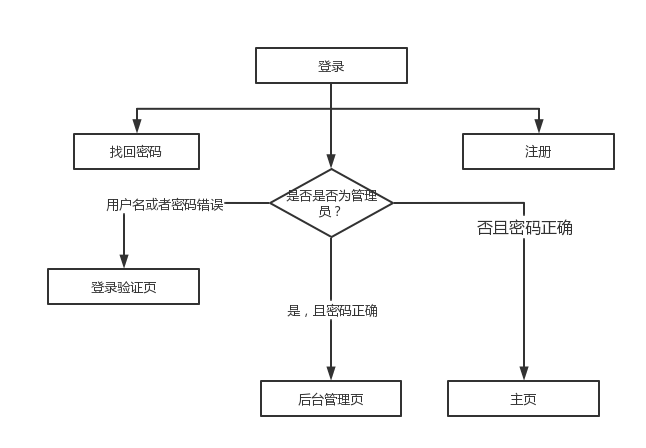 登录
找回密码
注册
是否是否为管理
员？
用户名或者密码错误
否且密码正确
登录验证页
是，且密码正确
后台管理页
主页